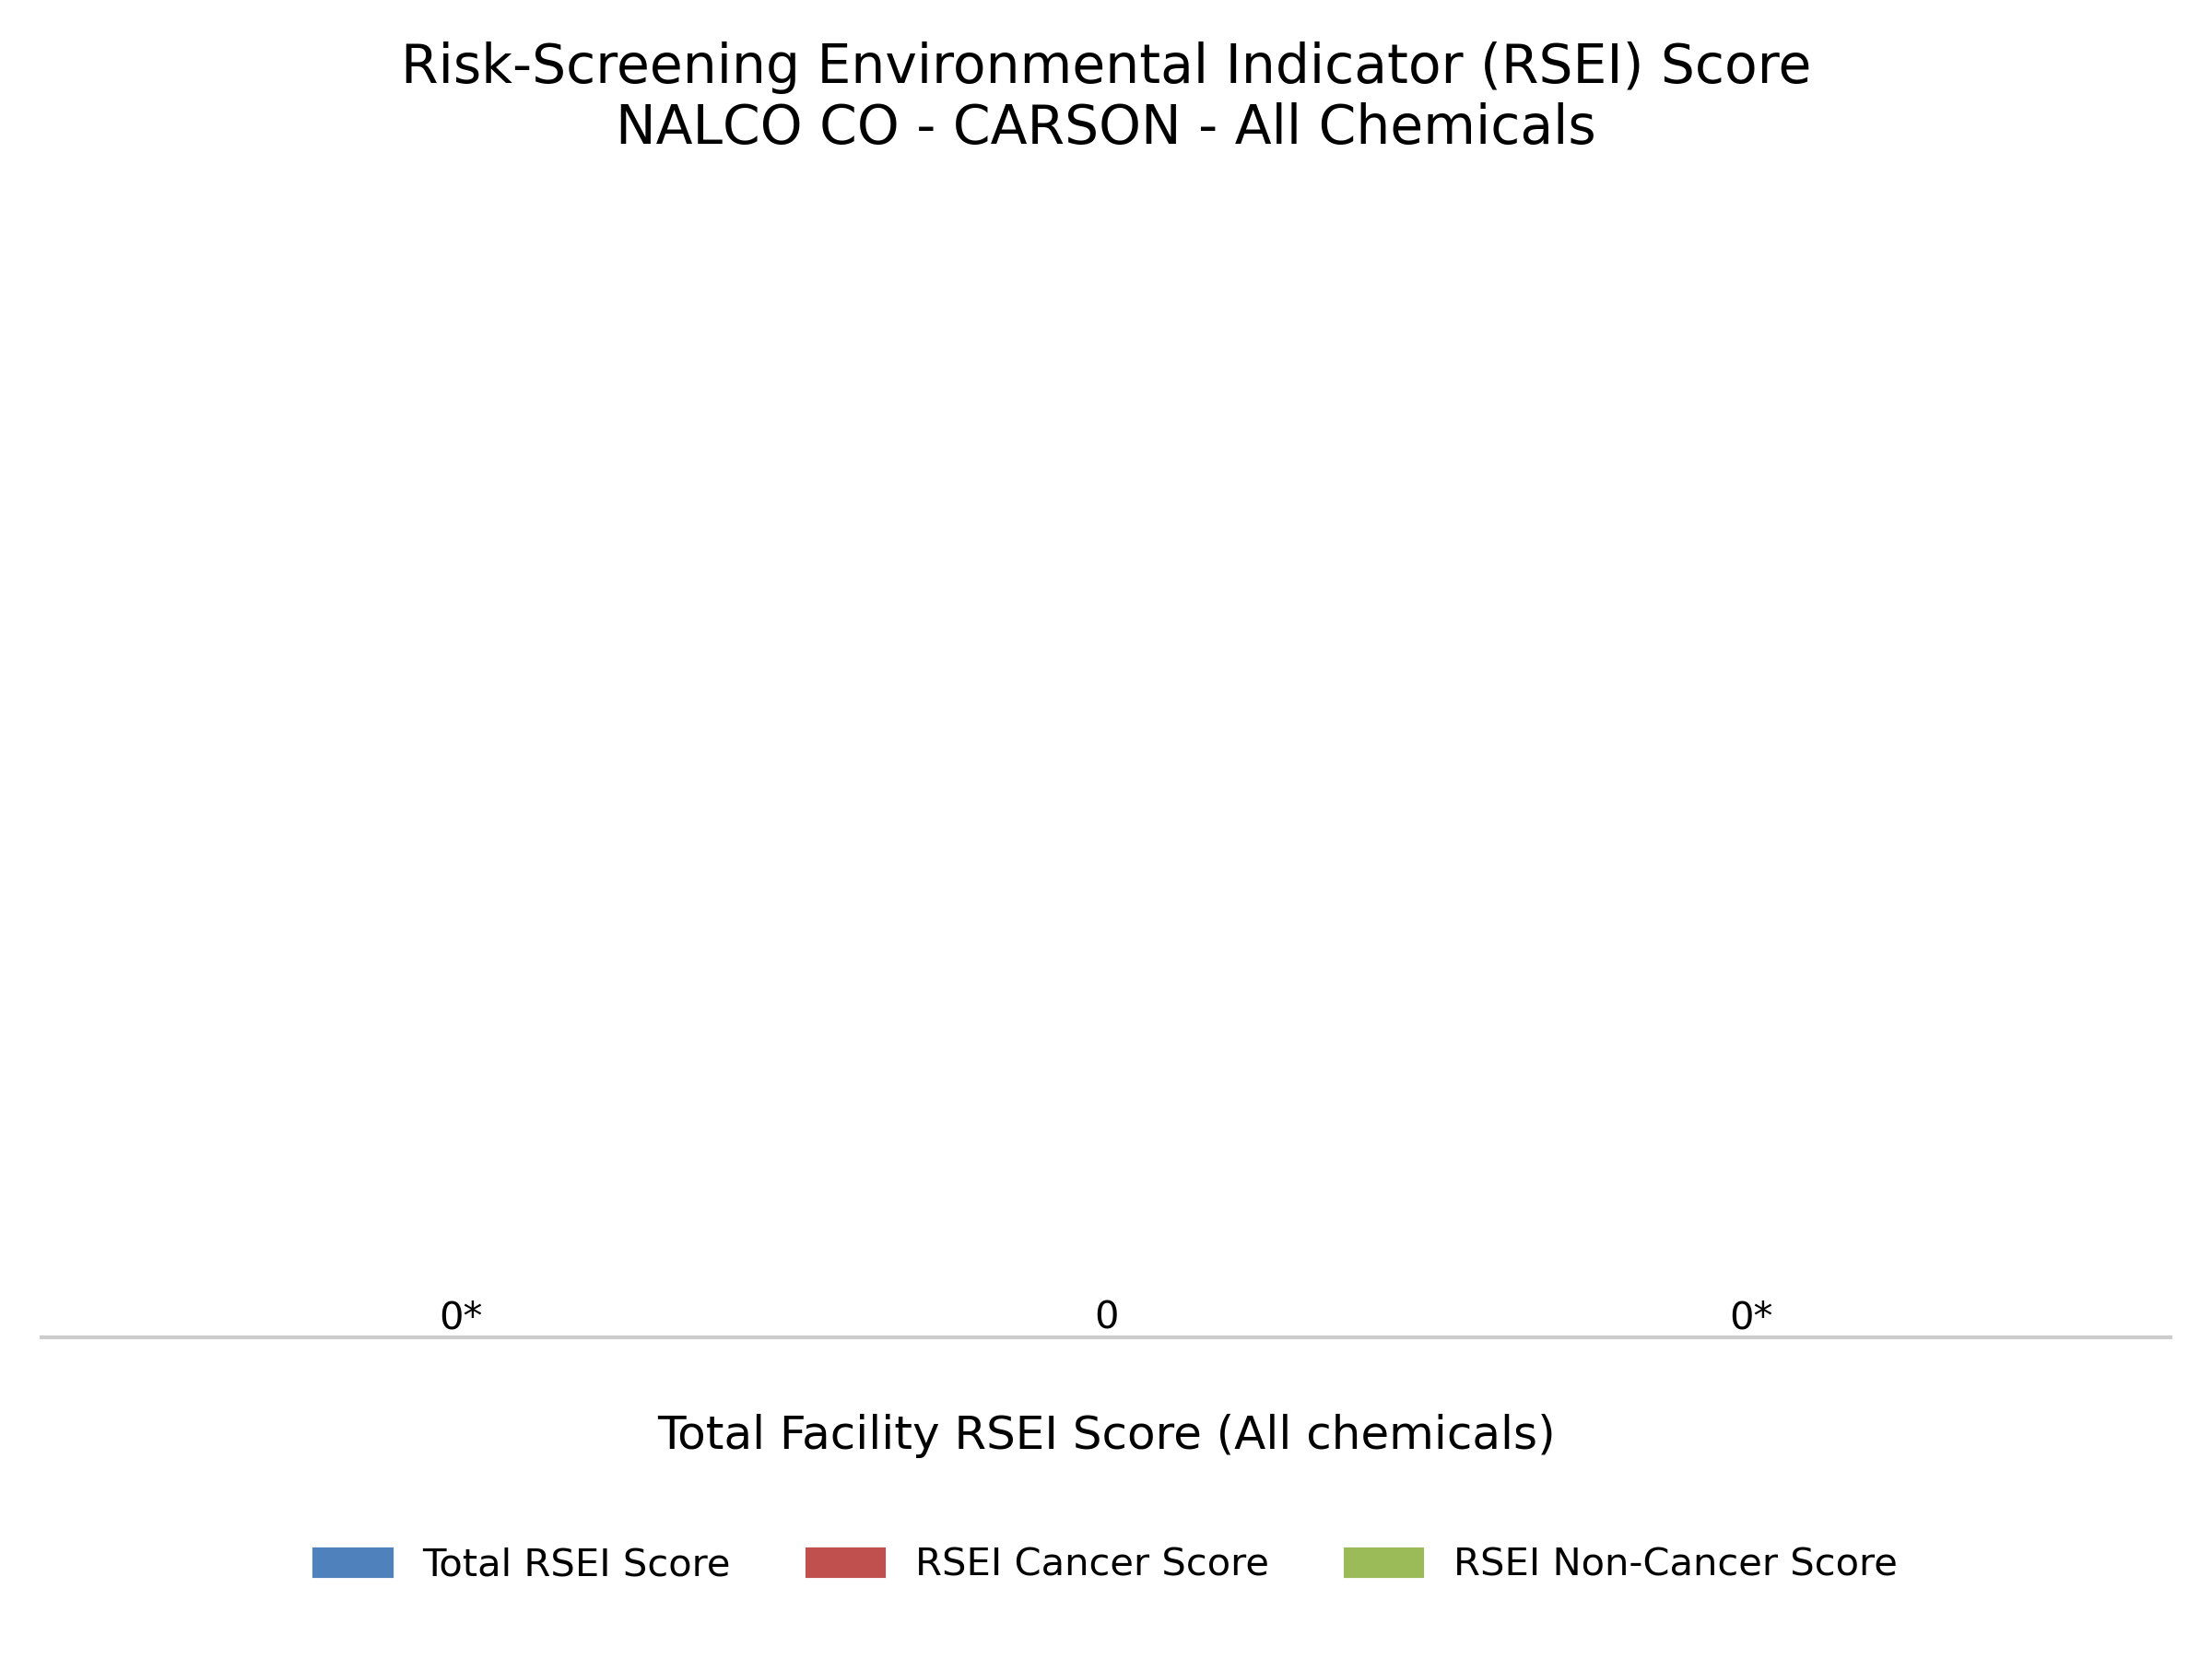 Risk-Screening Environmental Indicator (RSEI) Score
NALCO CO - CARSON - All Chemicals
0* 0 0*
Total Facility RSEI Score (All chemicals)
Total RSEI Score RSEI Cancer Score RSEI Non-Cancer Score